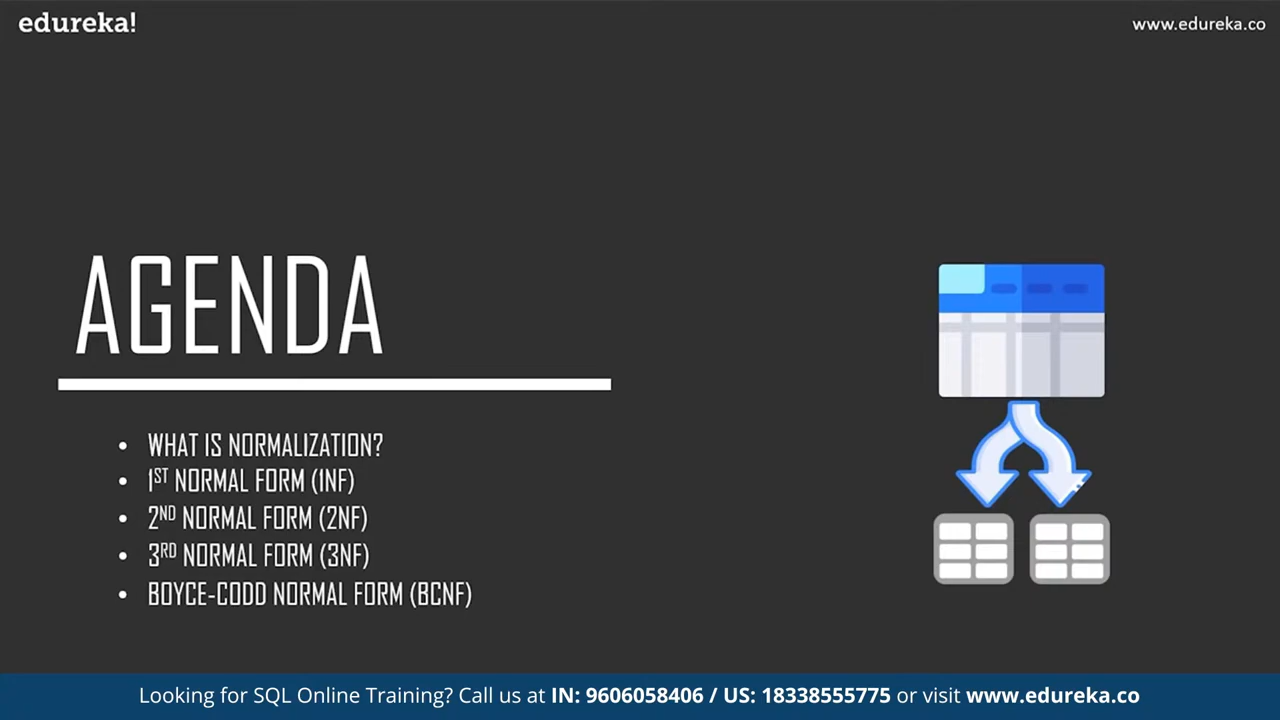 edureka!
www.edureka.co
AGENDA
• WHAT IS NORMALIZATION?
• 1ST NORMAL FORM (1NF)
• 2ND NORMAL FORM (2NF)
• 3RD NORMAL FORM (3NF)
• BOYCE-CODD NORMAL FORM (BCNF)
Looking for SQL Online Training? Call us at IN: 9606058406 / US: 18338555775 or visit www.edureka.co